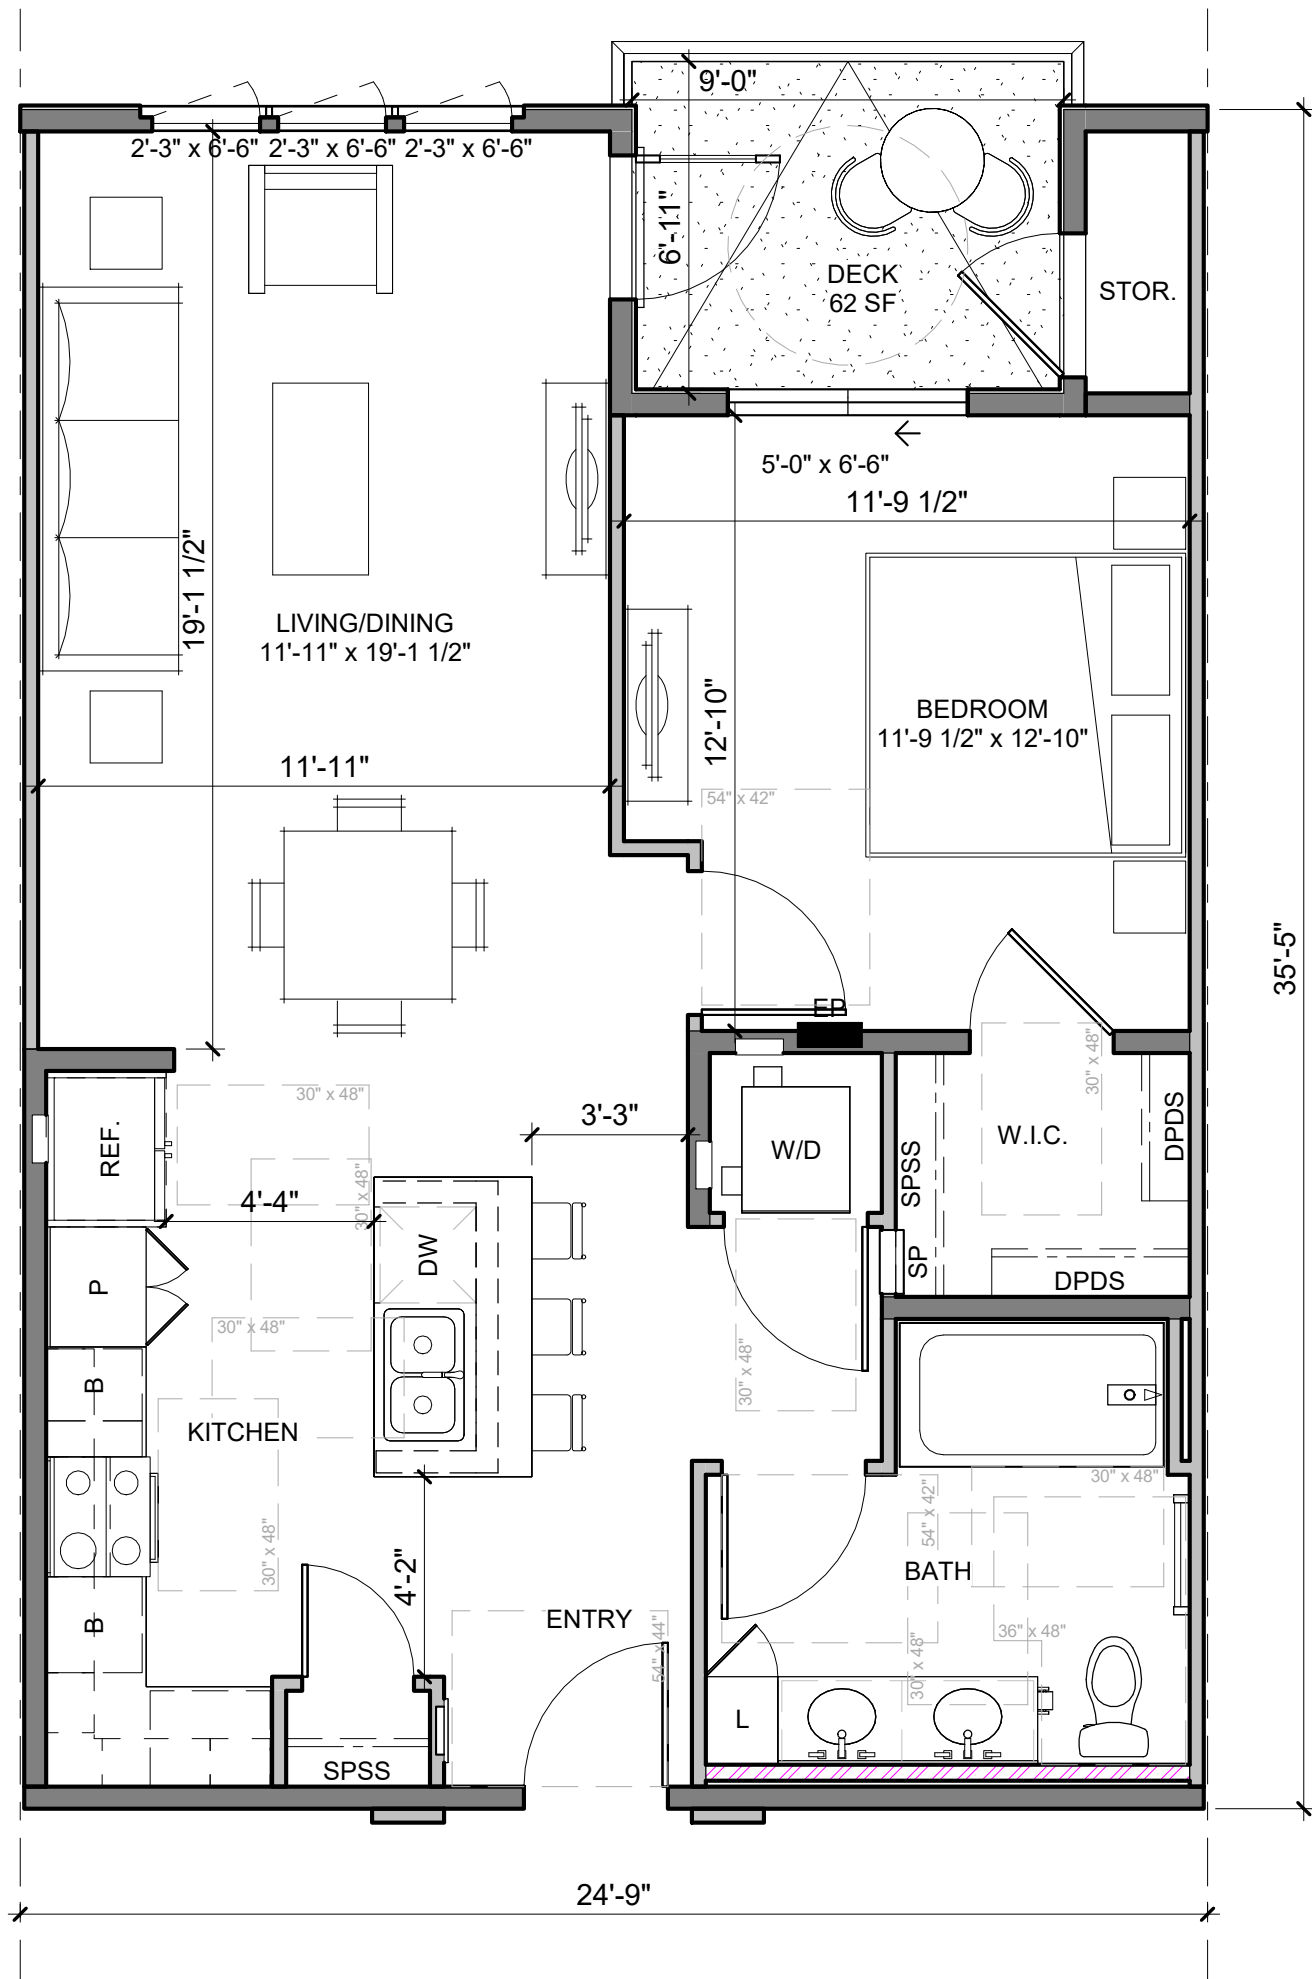 9'-0"
2'-3" x 6'-6" 2'-3" x 6'-6" 2'-3" x 6'-6"
6'-11"
DECK
62 SF
STOR.
5'-0" x 6'-6"
11'-9 1/2"
19'-1 1/2"
LIVING/DINING
11'-11" x 19'-1 1/2"
12'-10"
BEDROOM
11'-9 1/2" x 12'-10"
11'-11"
54" x 42"
35'-5"
EP
30" x 48"
30" x 48"
3'-3"
REF.
W/D
W.I.C.
SPSS
DPDS
30" x 48"
4'-4"
DW
SP
DPDS
P
30" x 48"
30" x 48"
B
KITCHEN
30" x 48"
30" x 48"
54" x 42"
BATH
4'-2"
B
ENTRY
54" x 44"
36" x 48"
30" x 48"
L
SPSS
24'-9"